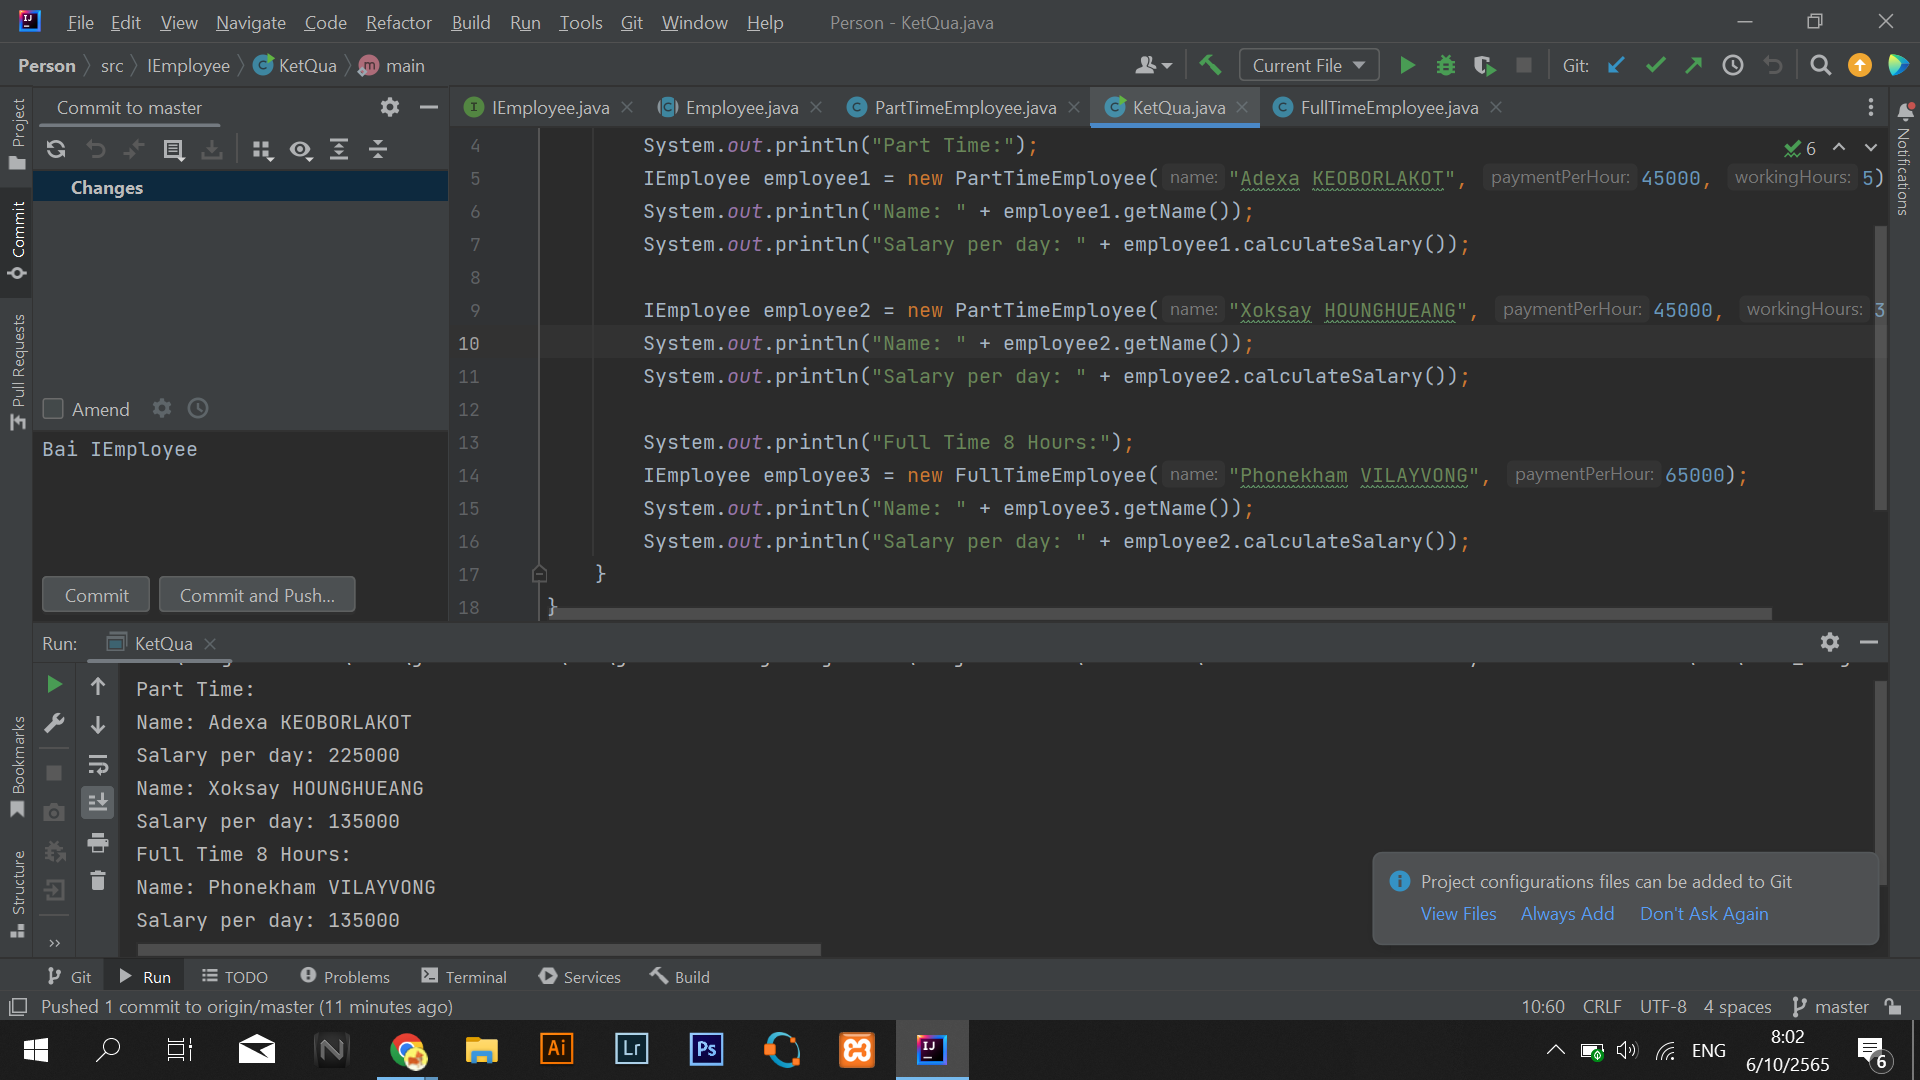 File Edit View Navigate Code Refactor Build Run Tools Git Window Help Person - KetQua.java
Person src IEmployee KetQua main
Current File Git:
Project
Commit
Pull Requests
Bookmarks
Structure
Notifications
Commit to master
Changes
Amend
Bai IEmployee
Commit Commit and Push...
IEmployee.java Employee.java PartTimeEmployee.java KetQua.java FullTimeEmployee.java
6
4 System.out.println("Part Time:");
5 IEmployee employee1 = new PartTimeEmployee( name: "Adexa KEOBORLAKOT", paymentPerHour: 45000, workingHours: 5)
6 System.out.println("Name: " + employee1.getName());
7 System.out.println("Salary per day: " + employee1.calculateSalary());
8
9 IEmployee employee2 = new PartTimeEmployee( name: "Xoksay HOUNGHUEANG", paymentPerHour: 45000, workingHours: 3
10 System.out.println("Name: " + employee2.getName());
11 System.out.println("Salary per day: " + employee2.calculateSalary());
12
13 System.out.println("Full Time 8 Hours:");
14 IEmployee employee3 = new FullTimeEmployee( name: "Phonekham VILAYVONG", paymentPerHour: 65000);
15 System.out.println("Name: " + employee3.getName());
16 System.out.println("Salary per day: " + employee2.calculateSalary());
17 }
18 }
Run: KetQua
Part Time:
Name: Adexa KEOBORLAKOT
Salary per day: 225000
Name: Xoksay HOUNGHUEANG
Salary per day: 135000
Full Time 8 Hours:
Name: Phonekham VILAYVONG
Salary per day: 135000
Project configurations files can be added to Git
View Files Always Add Don't Ask Again
Git Run TODO Problems Terminal Services Build
Pushed 1 commit to origin/master (11 minutes ago) 10:60 CRLF UTF-8 4 spaces master
Ai Lr Ps IJ ENG
8:02
6/10/2565
6